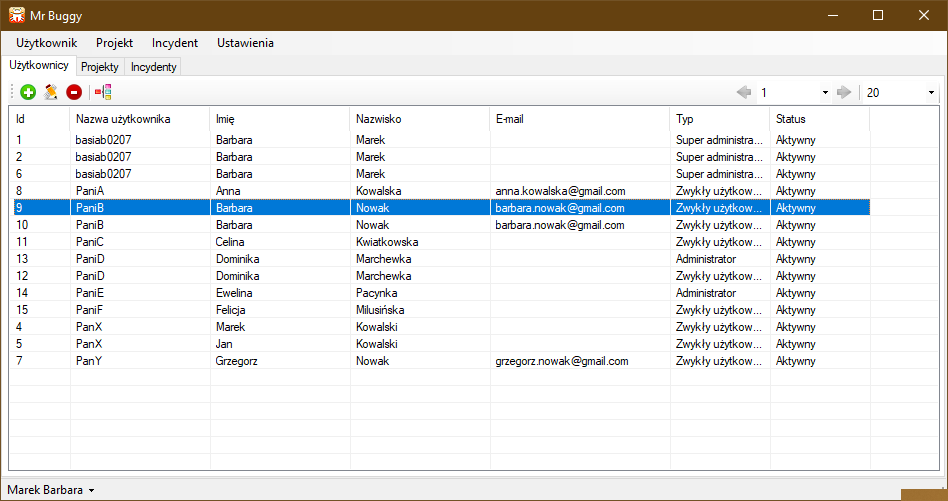 Mr Buggy
Użytkownik Projekt Incydent Ustawienia
Użytkownicy Projekty Incydenty
1 20
Id Nazwa użytkownika Imię Nazwisko E-mail Typ Status
1 basiab0207 Barbara Marek Super administra... Aktywny
2 basiab0207 Barbara Marek Super administra... Aktywny
6 basiab0207 Barbara Marek Super administra... Aktywny
8 PaniA Anna Kowalska anna.kowalska@gmail.com Zwykły użytkow... Aktywny
9 PaniB Barbara Nowak barbara.nowak@gmail.com Zwykły użytkow... Aktywny
10 PaniB Barbara Nowak barbara.nowak@gmail.com Zwykły użytkow... Aktywny
11 PaniC Celina Kwiatkowska Zwykły użytkow... Aktywny
13 PaniD Dominika Marchewka Administrator Aktywny
12 PaniD Dominika Marchewka Zwykły użytkow... Aktywny
14 PaniE Ewelina Pacynka Administrator Aktywny
15 PaniF Felicja Milusińska Zwykły użytkow... Aktywny
4 PanX Marek Kowalski Zwykły użytkow... Aktywny
5 PanX Jan Kowalski Zwykły użytkow... Aktywny
7 PanY Grzegorz Nowak grzegorz.nowak@gmail.com Zwykły użytkow... Aktywny
Marek Barbara